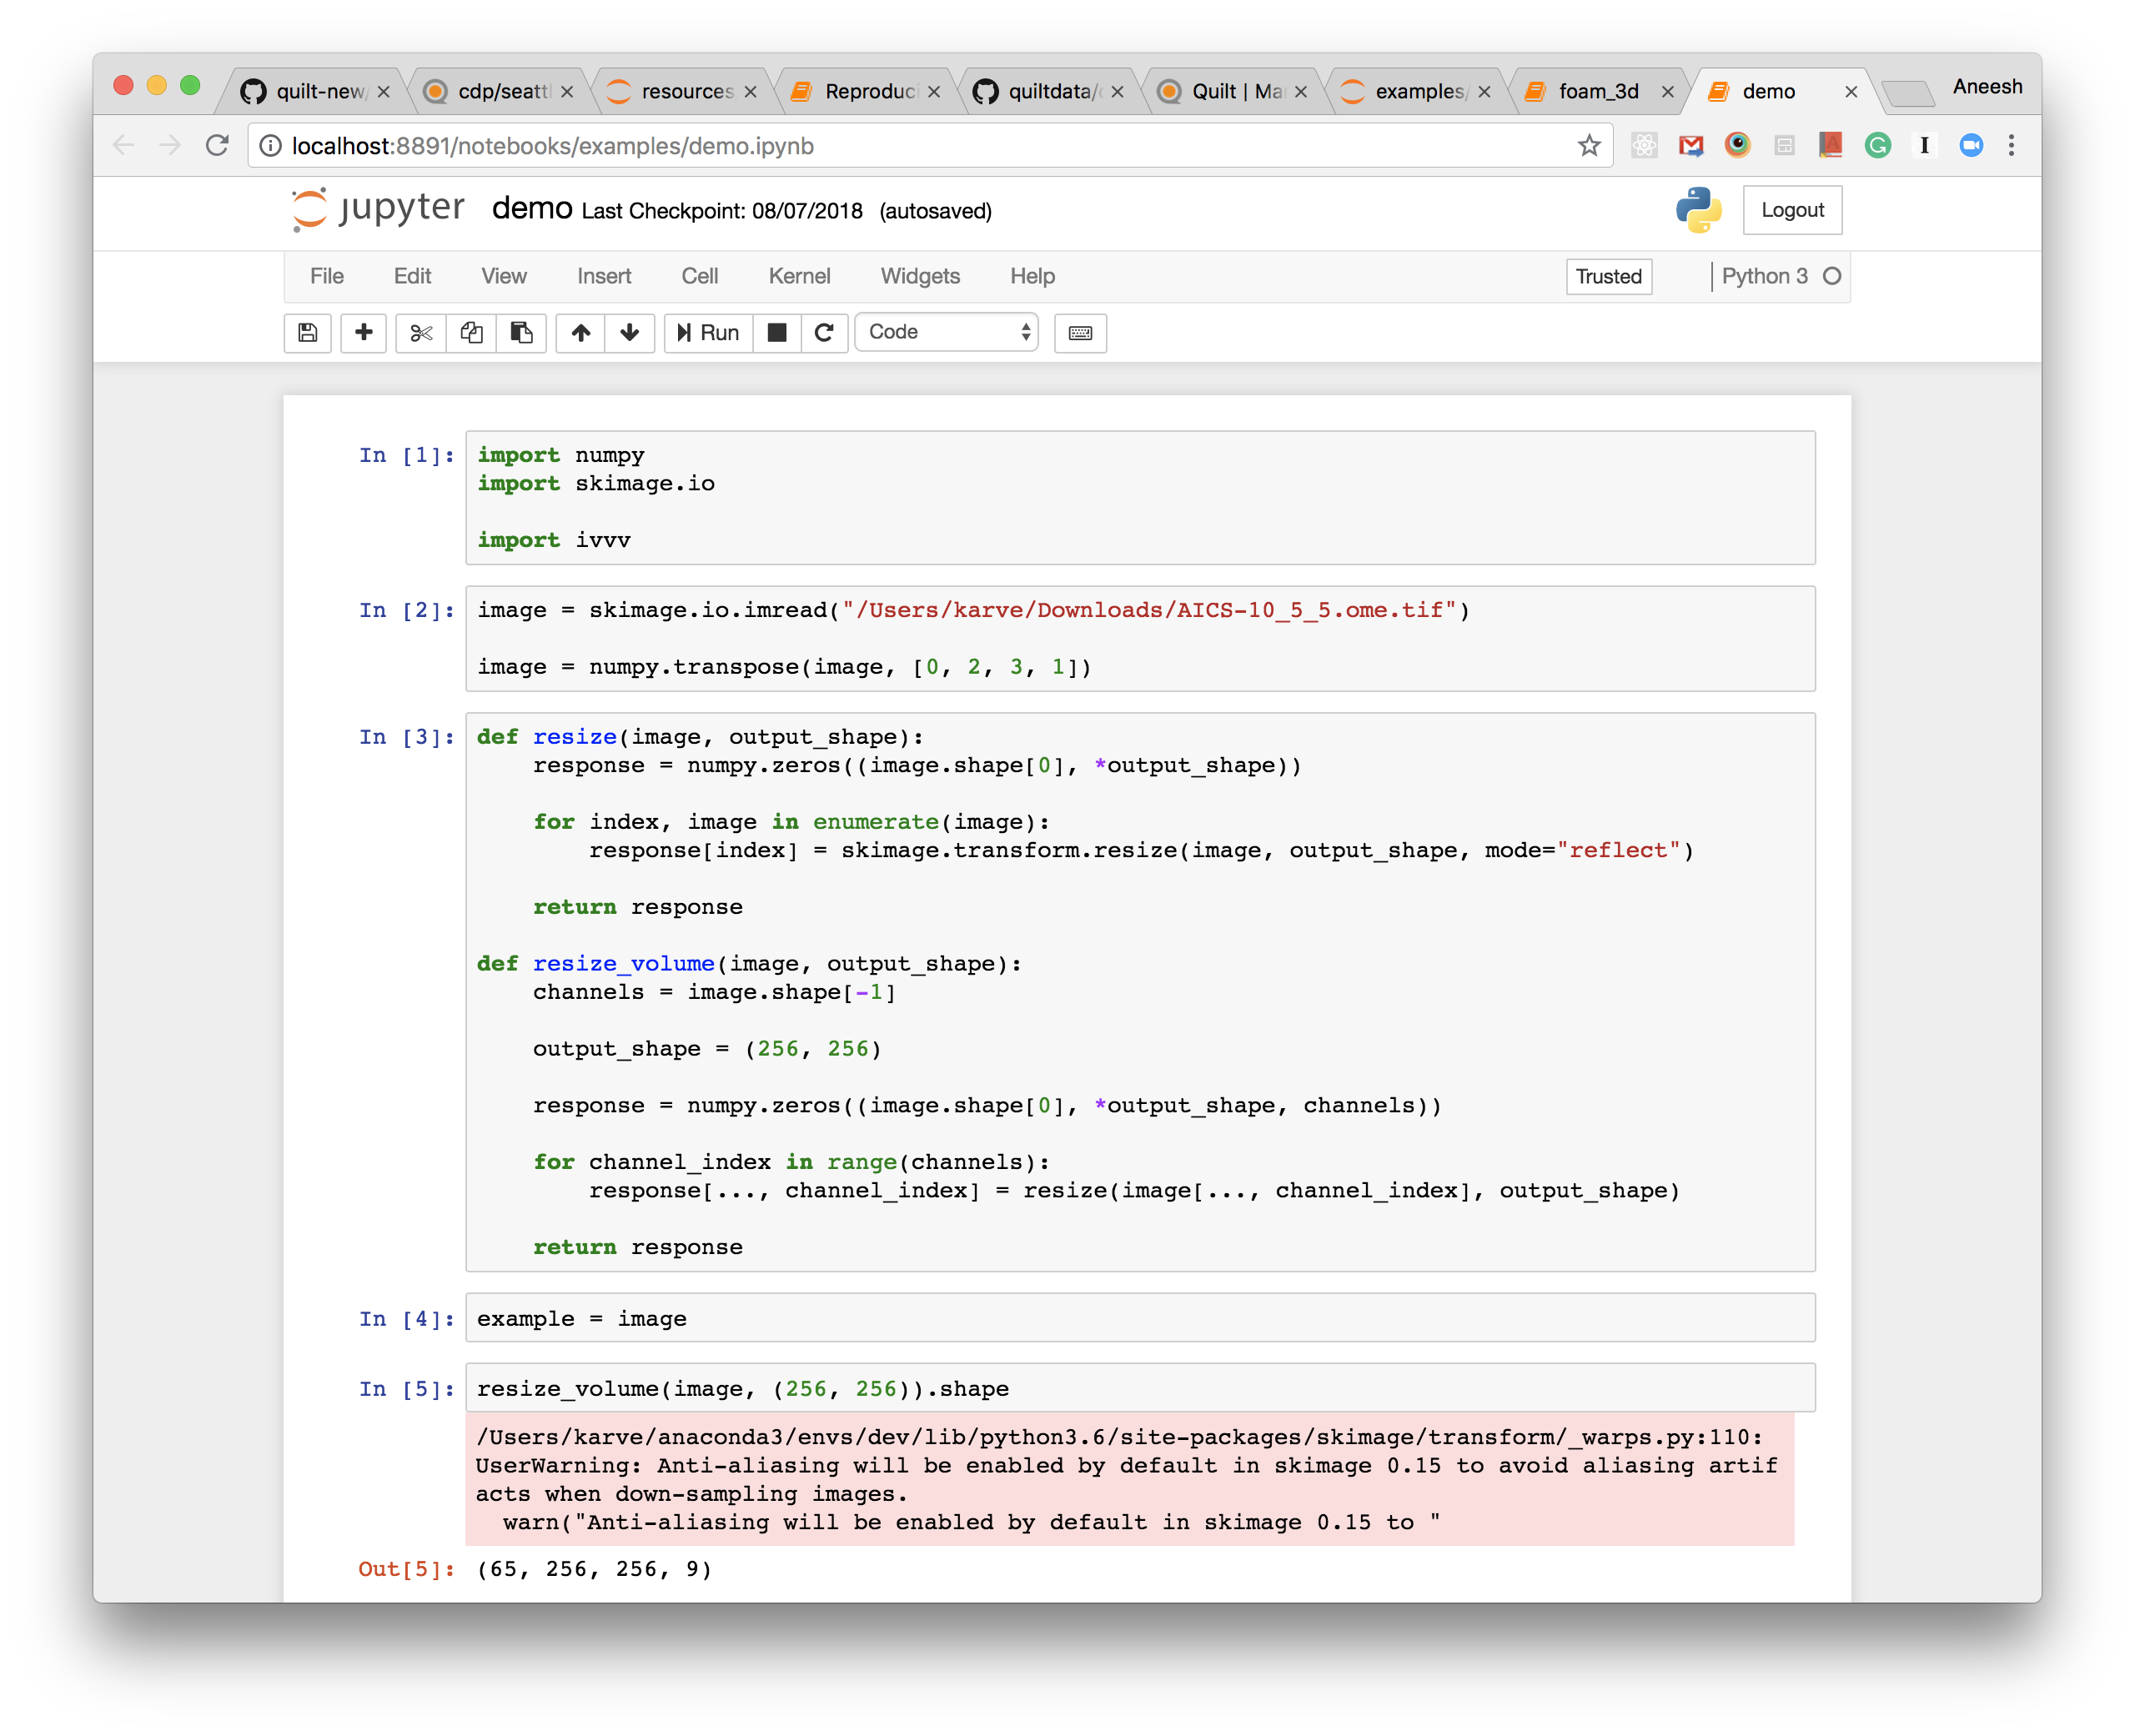 quilt-new/
cdp/seattl
resources
Reproduci
quiltdata/
Quilt | Ma
examples/
foam_3d
demo
Aneesh
localhost:8891/notebooks/examples/demo.ipynb
jupyter demo Last Checkpoint: 08/07/2018 (autosaved)
Logout
File Edit View Insert Cell Kernel Widgets Help
Trusted
Python 3
Run
Code
In [1]:
import numpy
import skimage.io
import ivvv
In [2]:
image = skimage.io.imread("/Users/karve/Downloads/AICS-10_5_5.ome.tif")
image = numpy.transpose(image, [0, 2, 3, 1])
In [3]:
def resize(image, output_shape):
    response = numpy.zeros((image.shape[0], *output_shape))
    for index, image in enumerate(image):
        response[index] = skimage.transform.resize(image, output_shape, mode="reflect")
    return response
def resize_volume(image, output_shape):
    channels = image.shape[-1]
    output_shape = (256, 256)
    response = numpy.zeros((image.shape[0], *output_shape, channels))
    for channel_index in range(channels):
        response[..., channel_index] = resize(image[..., channel_index], output_shape)
    return response
In [4]:
example = image
In [5]:
resize_volume(image, (256, 256)).shape
/Users/karve/anaconda3/envs/dev/lib/python3.6/site-packages/skimage/transform/_warps.py:110:
UserWarning: Anti-aliasing will be enabled by default in skimage 0.15 to avoid aliasing artif
acts when down-sampling images.
  warn("Anti-aliasing will be enabled by default in skimage 0.15 to "
Out[5]:
(65, 256, 256, 9)